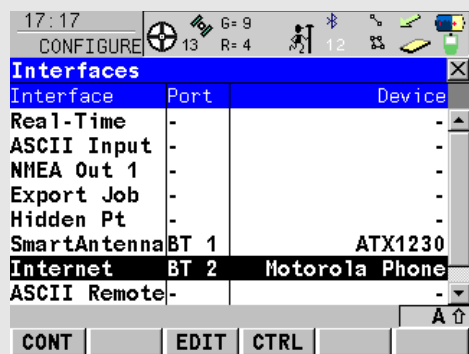 17:17
G= 9
CONFIGURE 13 R= 4 12
Interfaces
Interface Port Device
Real-Time - -
ASCII Input - -
NMEA Out 1 - -
Export Job - -
Hidden Pt - -
SmartAntenna BT 1 ATX1230
Internet BT 2 Motorola Phone
ASCII Remote - -
A
CONT EDIT CTRL